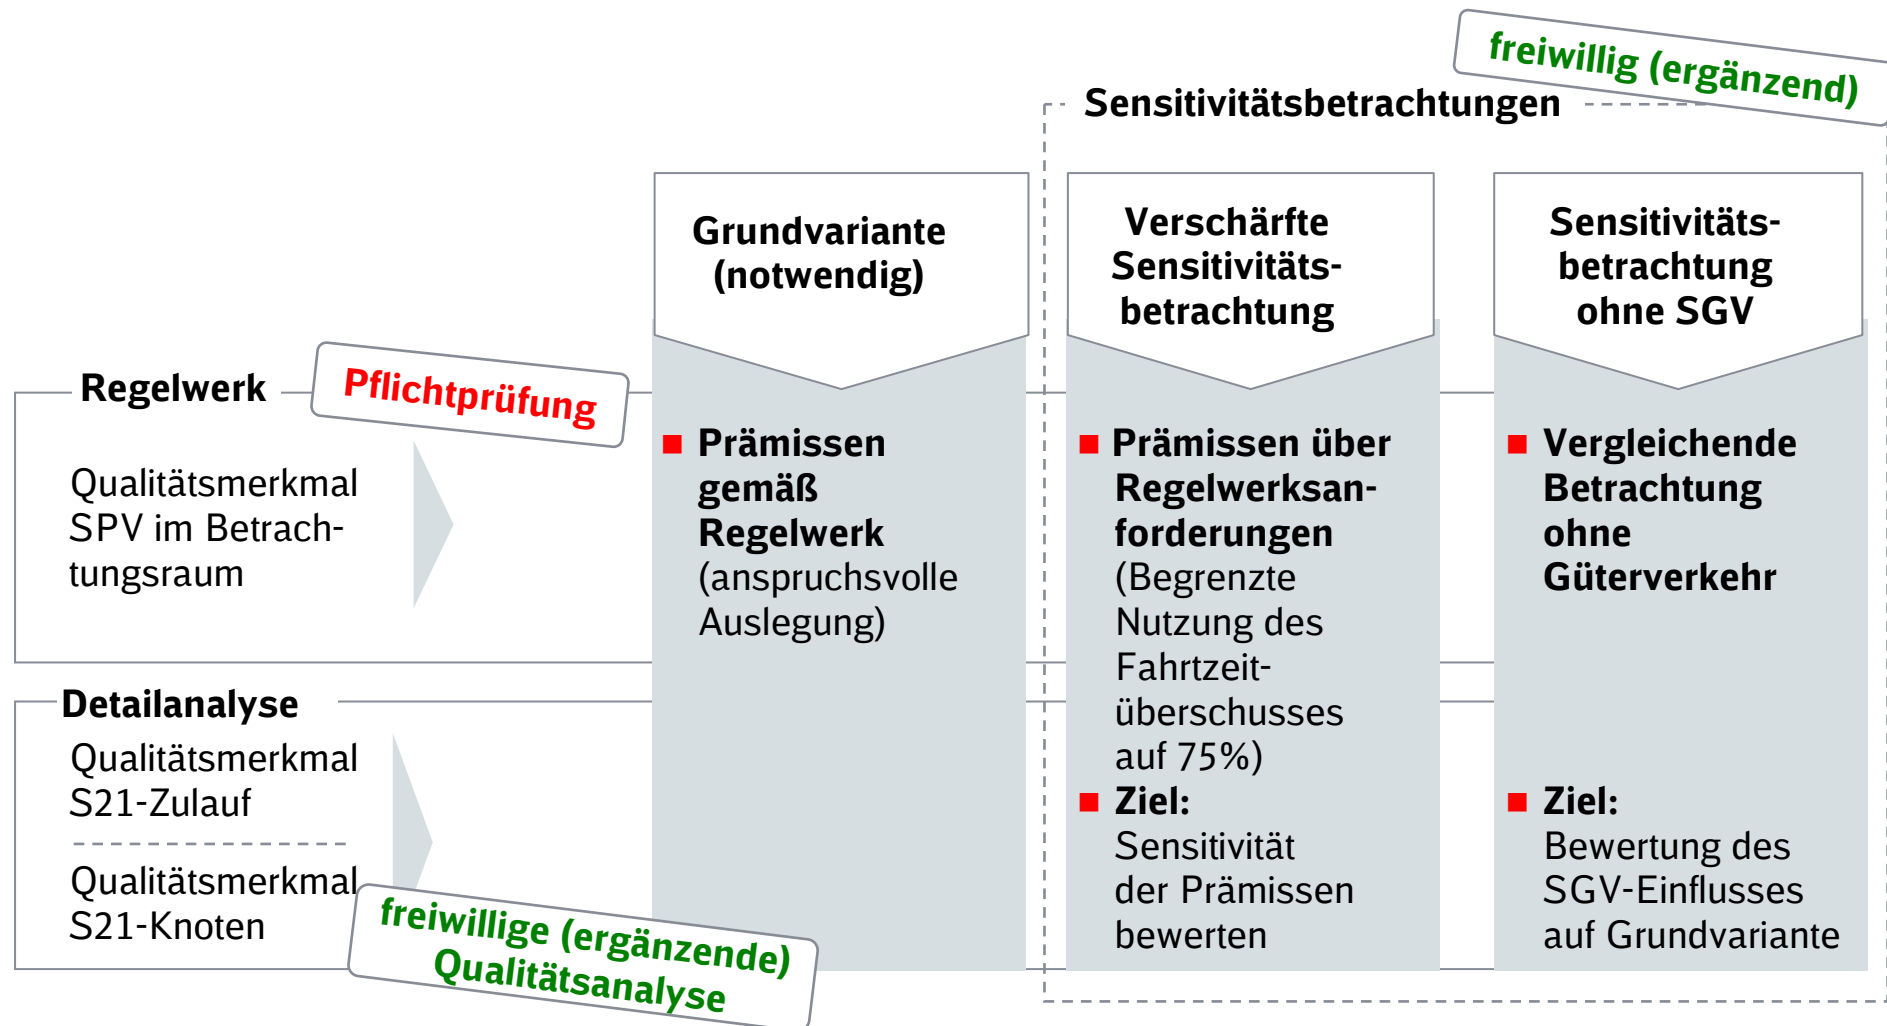 freiwillig (ergänzend)
Sensitivitätsbetrachtungen
Grundvariante
(notwendig)
Verschärfte
Sensitivitäts-
betrachtung
Sensitivitäts-
betrachtung
ohne SGV
Regelwerk
Pflichtprüfung
Qualitätsmerkmal
SPV im Betrach-
tungsraum
■ Prämissen
gemäß
Regelwerk
(anspruchsvolle
Auslegung)
■ Prämissen über
Regelwerksan-
forderungen
(Begrenzte
Nutzung des
Fahrtzeit-
überschusses
auf 75%)
■ Ziel:
Sensitivität
der Prämissen
bewerten
■ Vergleichende
Betrachtung
ohne
Güterverkehr
■ Ziel:
Bewertung des
SGV-Einflusses
auf Grundvariante
Detailanalyse
Qualitätsmerkmal
S21-Zulauf
Qualitätsmerkmal
S21-Knoten
freiwillige (ergänzende)
Qualitätsanalyse